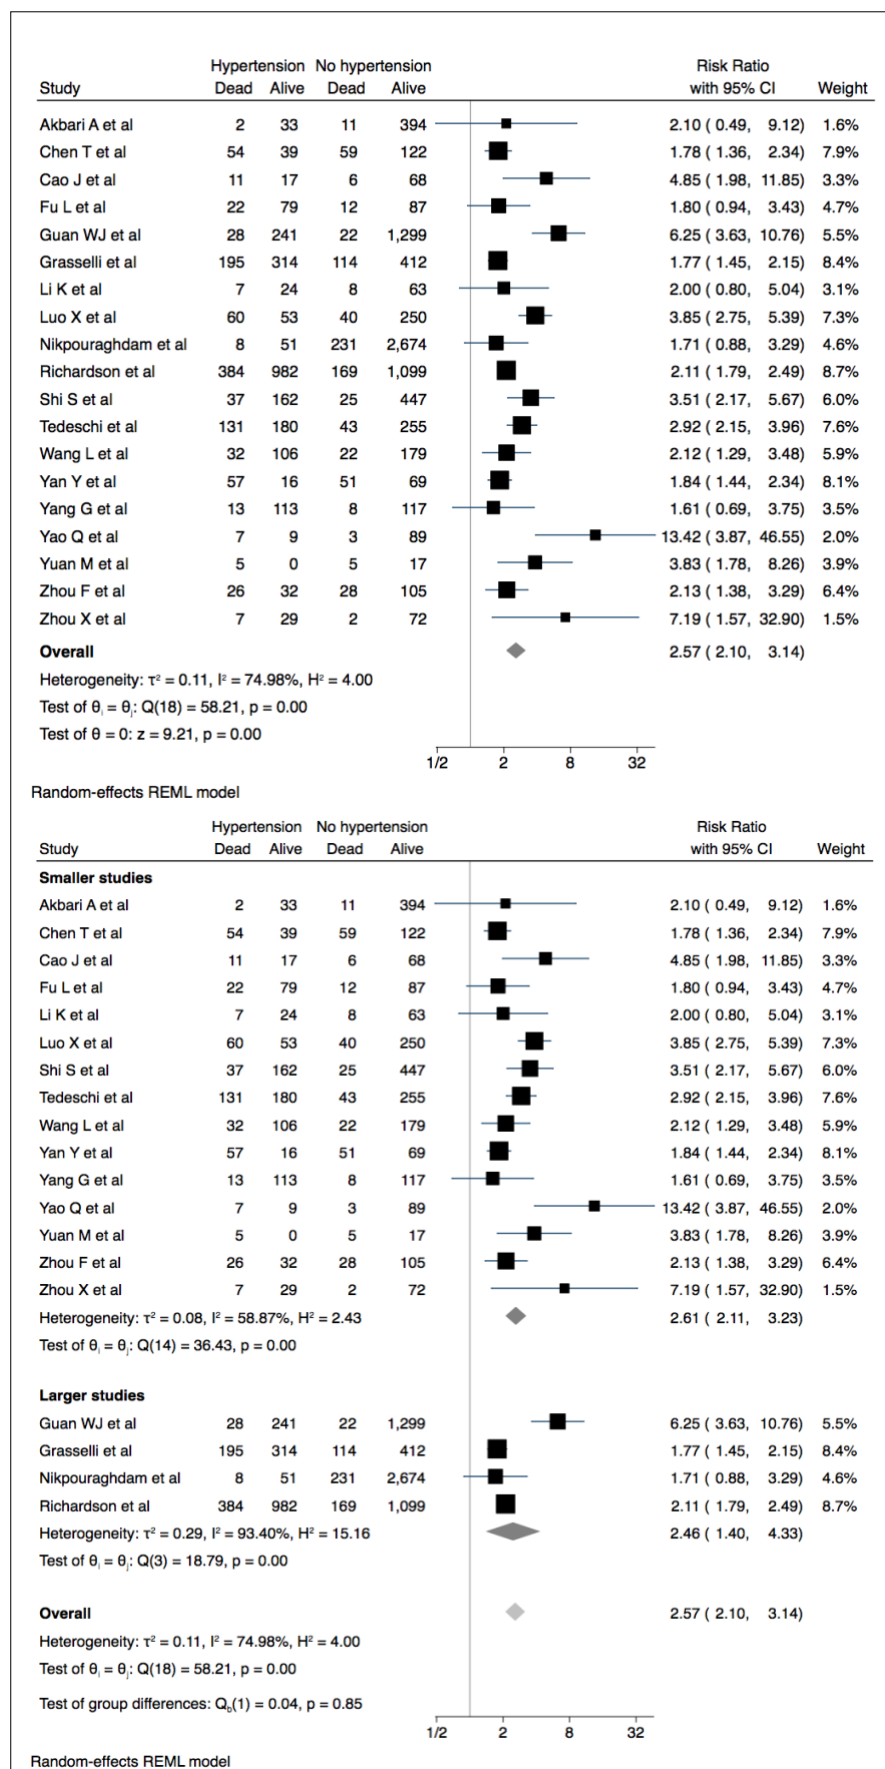 Hypertension No hypertension Risk Ratio
Study Dead Alive Dead Alive with 95% CI Weight
Akbari A et al 2 33 11 394 2.10 ( 0.49, 9.12) 1.6%
Chen T et al 54 39 59 122 1.78 ( 1.36, 2.34) 7.9%
Cao J et al 11 17 6 68 4.85 ( 1.98, 11.85) 3.3%
Fu L et al 22 79 12 87 1.80 ( 0.94, 3.43) 4.7%
Guan WJ et al 28 241 22 1,299 6.25 ( 3.63, 10.76) 5.5%
Grasselli et al 195 314 114 412 1.77 ( 1.45, 2.15) 8.4%
Li K et al 7 24 8 63 2.00 ( 0.80, 5.04) 3.1%
Luo X et al 60 53 40 250 3.85 ( 2.75, 5.39) 7.3%
Nikpouraghdam et al 8 51 231 2,674 1.71 ( 0.88, 3.29) 4.6%
Richardson et al 384 982 169 1,099 2.11 ( 1.79, 2.49) 8.7%
Shi S et al 37 162 25 447 3.51 ( 2.17, 5.67) 6.0%
Tedeschi et al 131 180 43 255 2.92 ( 2.15, 3.96) 7.6%
Wang L et al 32 106 22 179 2.12 ( 1.29, 3.48) 5.9%
Yan Y et al 57 16 51 69 1.84 ( 1.44, 2.34) 8.1%
Yang G et al 13 113 8 117 1.61 ( 0.69, 3.75) 3.5%
Yao Q et al 7 9 3 89 13.42 ( 3.87, 46.55) 2.0%
Yuan M et al 5 0 5 17 3.83 ( 1.78, 8.26) 3.9%
Zhou F et al 26 32 28 105 2.13 ( 1.38, 3.29) 6.4%
Zhou X et al 7 29 2 72 7.19 ( 1.57, 32.90) 1.5%
Overall 2.57 ( 2.10, 3.14)
Heterogeneity: τ² = 0.11, I² = 74.98%, H² = 4.00
Test of θᵢ = θⱼ: Q(18) = 58.21, p = 0.00
Test of θ = 0: z = 9.21, p = 0.00
1/2 2 8 32
Random-effects REML model
Hypertension No hypertension Risk Ratio
Study Dead Alive Dead Alive with 95% CI Weight
Smaller studies
Akbari A et al 2 33 11 394 2.10 ( 0.49, 9.12) 1.6%
Chen T et al 54 39 59 122 1.78 ( 1.36, 2.34) 7.9%
Cao J et al 11 17 6 68 4.85 ( 1.98, 11.85) 3.3%
Fu L et al 22 79 12 87 1.80 ( 0.94, 3.43) 4.7%
Li K et al 7 24 8 63 2.00 ( 0.80, 5.04) 3.1%
Luo X et al 60 53 40 250 3.85 ( 2.75, 5.39) 7.3%
Shi S et al 37 162 25 447 3.51 ( 2.17, 5.67) 6.0%
Tedeschi et al 131 180 43 255 2.92 ( 2.15, 3.96) 7.6%
Wang L et al 32 106 22 179 2.12 ( 1.29, 3.48) 5.9%
Yan Y et al 57 16 51 69 1.84 ( 1.44, 2.34) 8.1%
Yang G et al 13 113 8 117 1.61 ( 0.69, 3.75) 3.5%
Yao Q et al 7 9 3 89 13.42 ( 3.87, 46.55) 2.0%
Yuan M et al 5 0 5 17 3.83 ( 1.78, 8.26) 3.9%
Zhou F et al 26 32 28 105 2.13 ( 1.38, 3.29) 6.4%
Zhou X et al 7 29 2 72 7.19 ( 1.57, 32.90) 1.5%
Heterogeneity: τ² = 0.08, I² = 58.87%, H² = 2.43 2.61 ( 2.11, 3.23)
Test of θᵢ = θⱼ: Q(14) = 36.43, p = 0.00
Larger studies
Guan WJ et al 28 241 22 1,299 6.25 ( 3.63, 10.76) 5.5%
Grasselli et al 195 314 114 412 1.77 ( 1.45, 2.15) 8.4%
Nikpouraghdam et al 8 51 231 2,674 1.71 ( 0.88, 3.29) 4.6%
Richardson et al 384 982 169 1,099 2.11 ( 1.79, 2.49) 8.7%
Heterogeneity: τ² = 0.29, I² = 93.40%, H² = 15.16 2.46 ( 1.40, 4.33)
Test of θᵢ = θⱼ: Q(3) = 18.79, p = 0.00
Overall 2.57 ( 2.10, 3.14)
Heterogeneity: τ² = 0.11, I² = 74.98%, H² = 4.00
Test of θᵢ = θⱼ: Q(18) = 58.21, p = 0.00
Test of group differences: Q_b(1) = 0.04, p = 0.85
1/2 2 8 32
Random-effects REML model